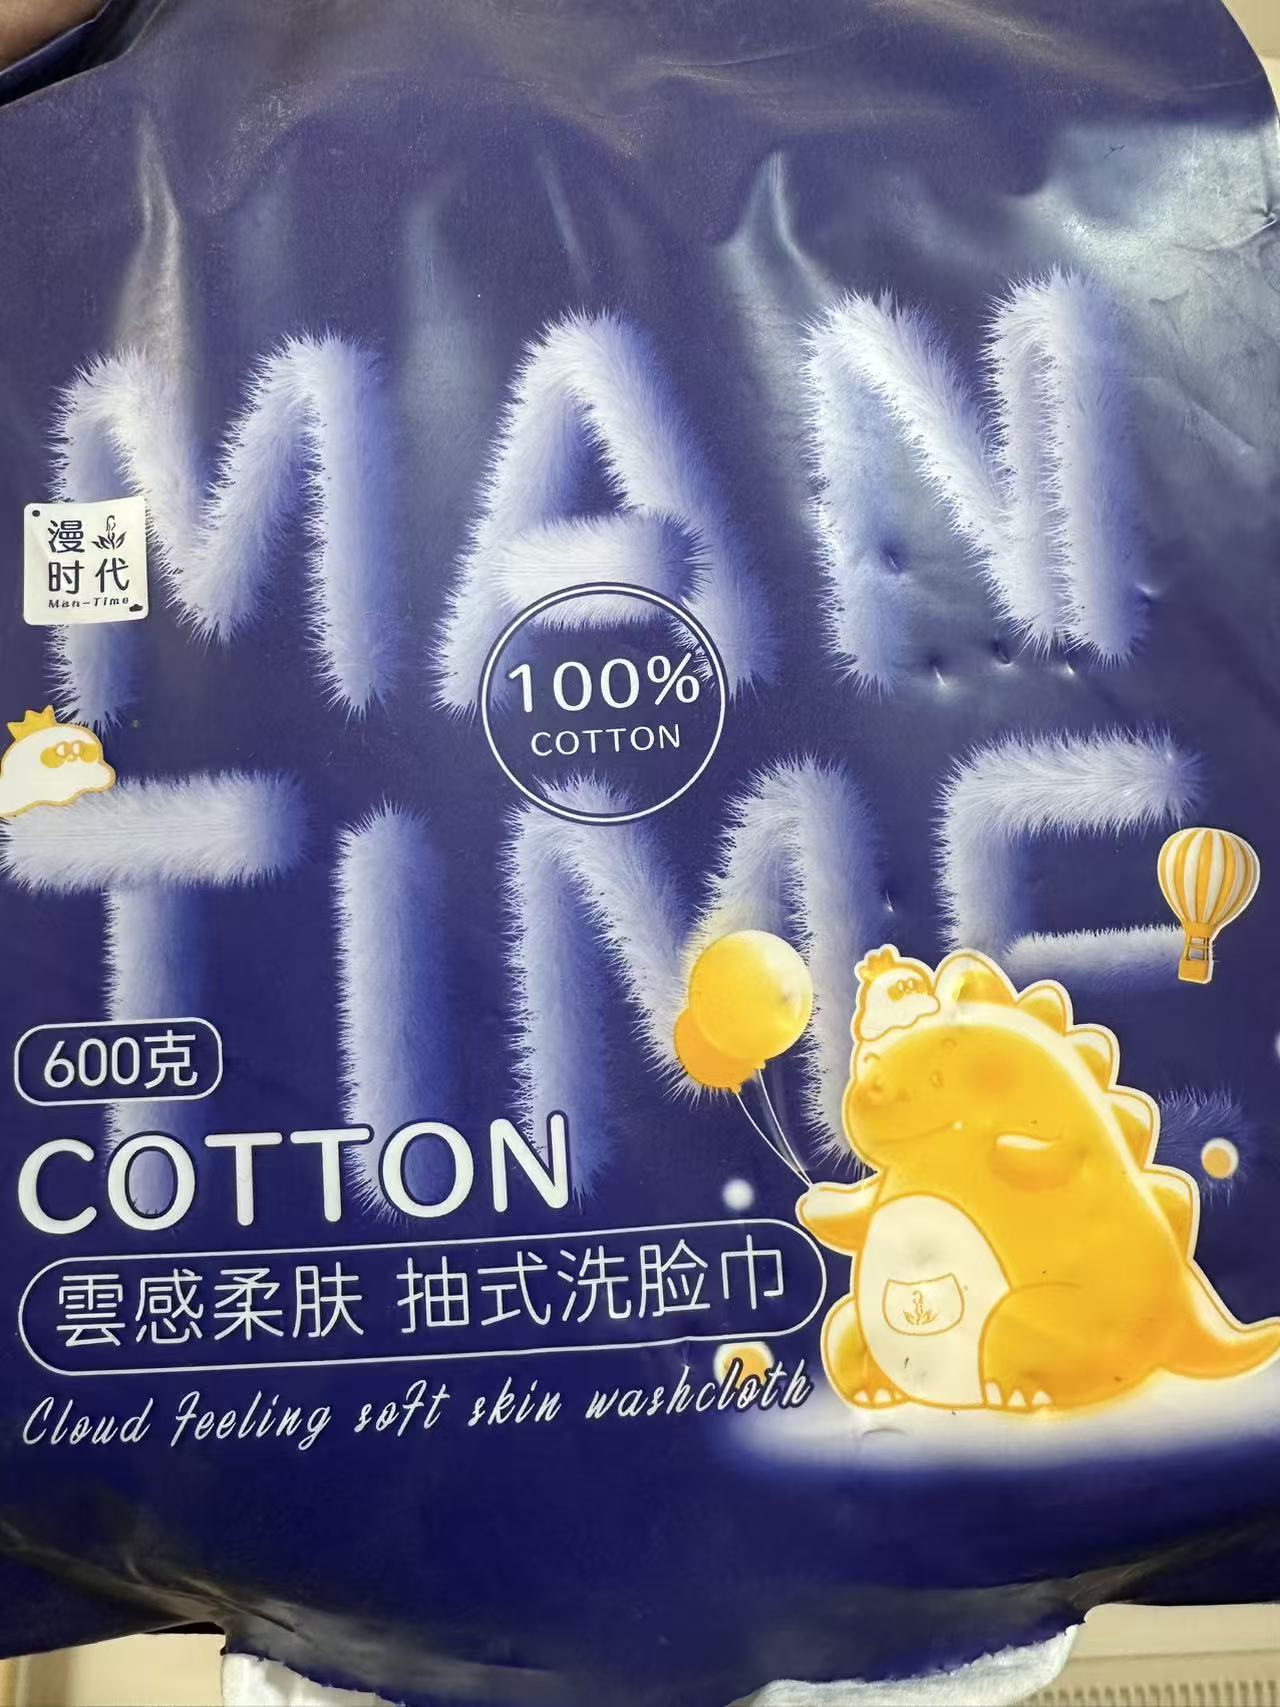 MAN
漫
时代
Man-Time
100%
COTTON
TIME
600克
COTTON
雲感柔肤 抽式洗脸巾
Cloud feeling soft skin washcloth